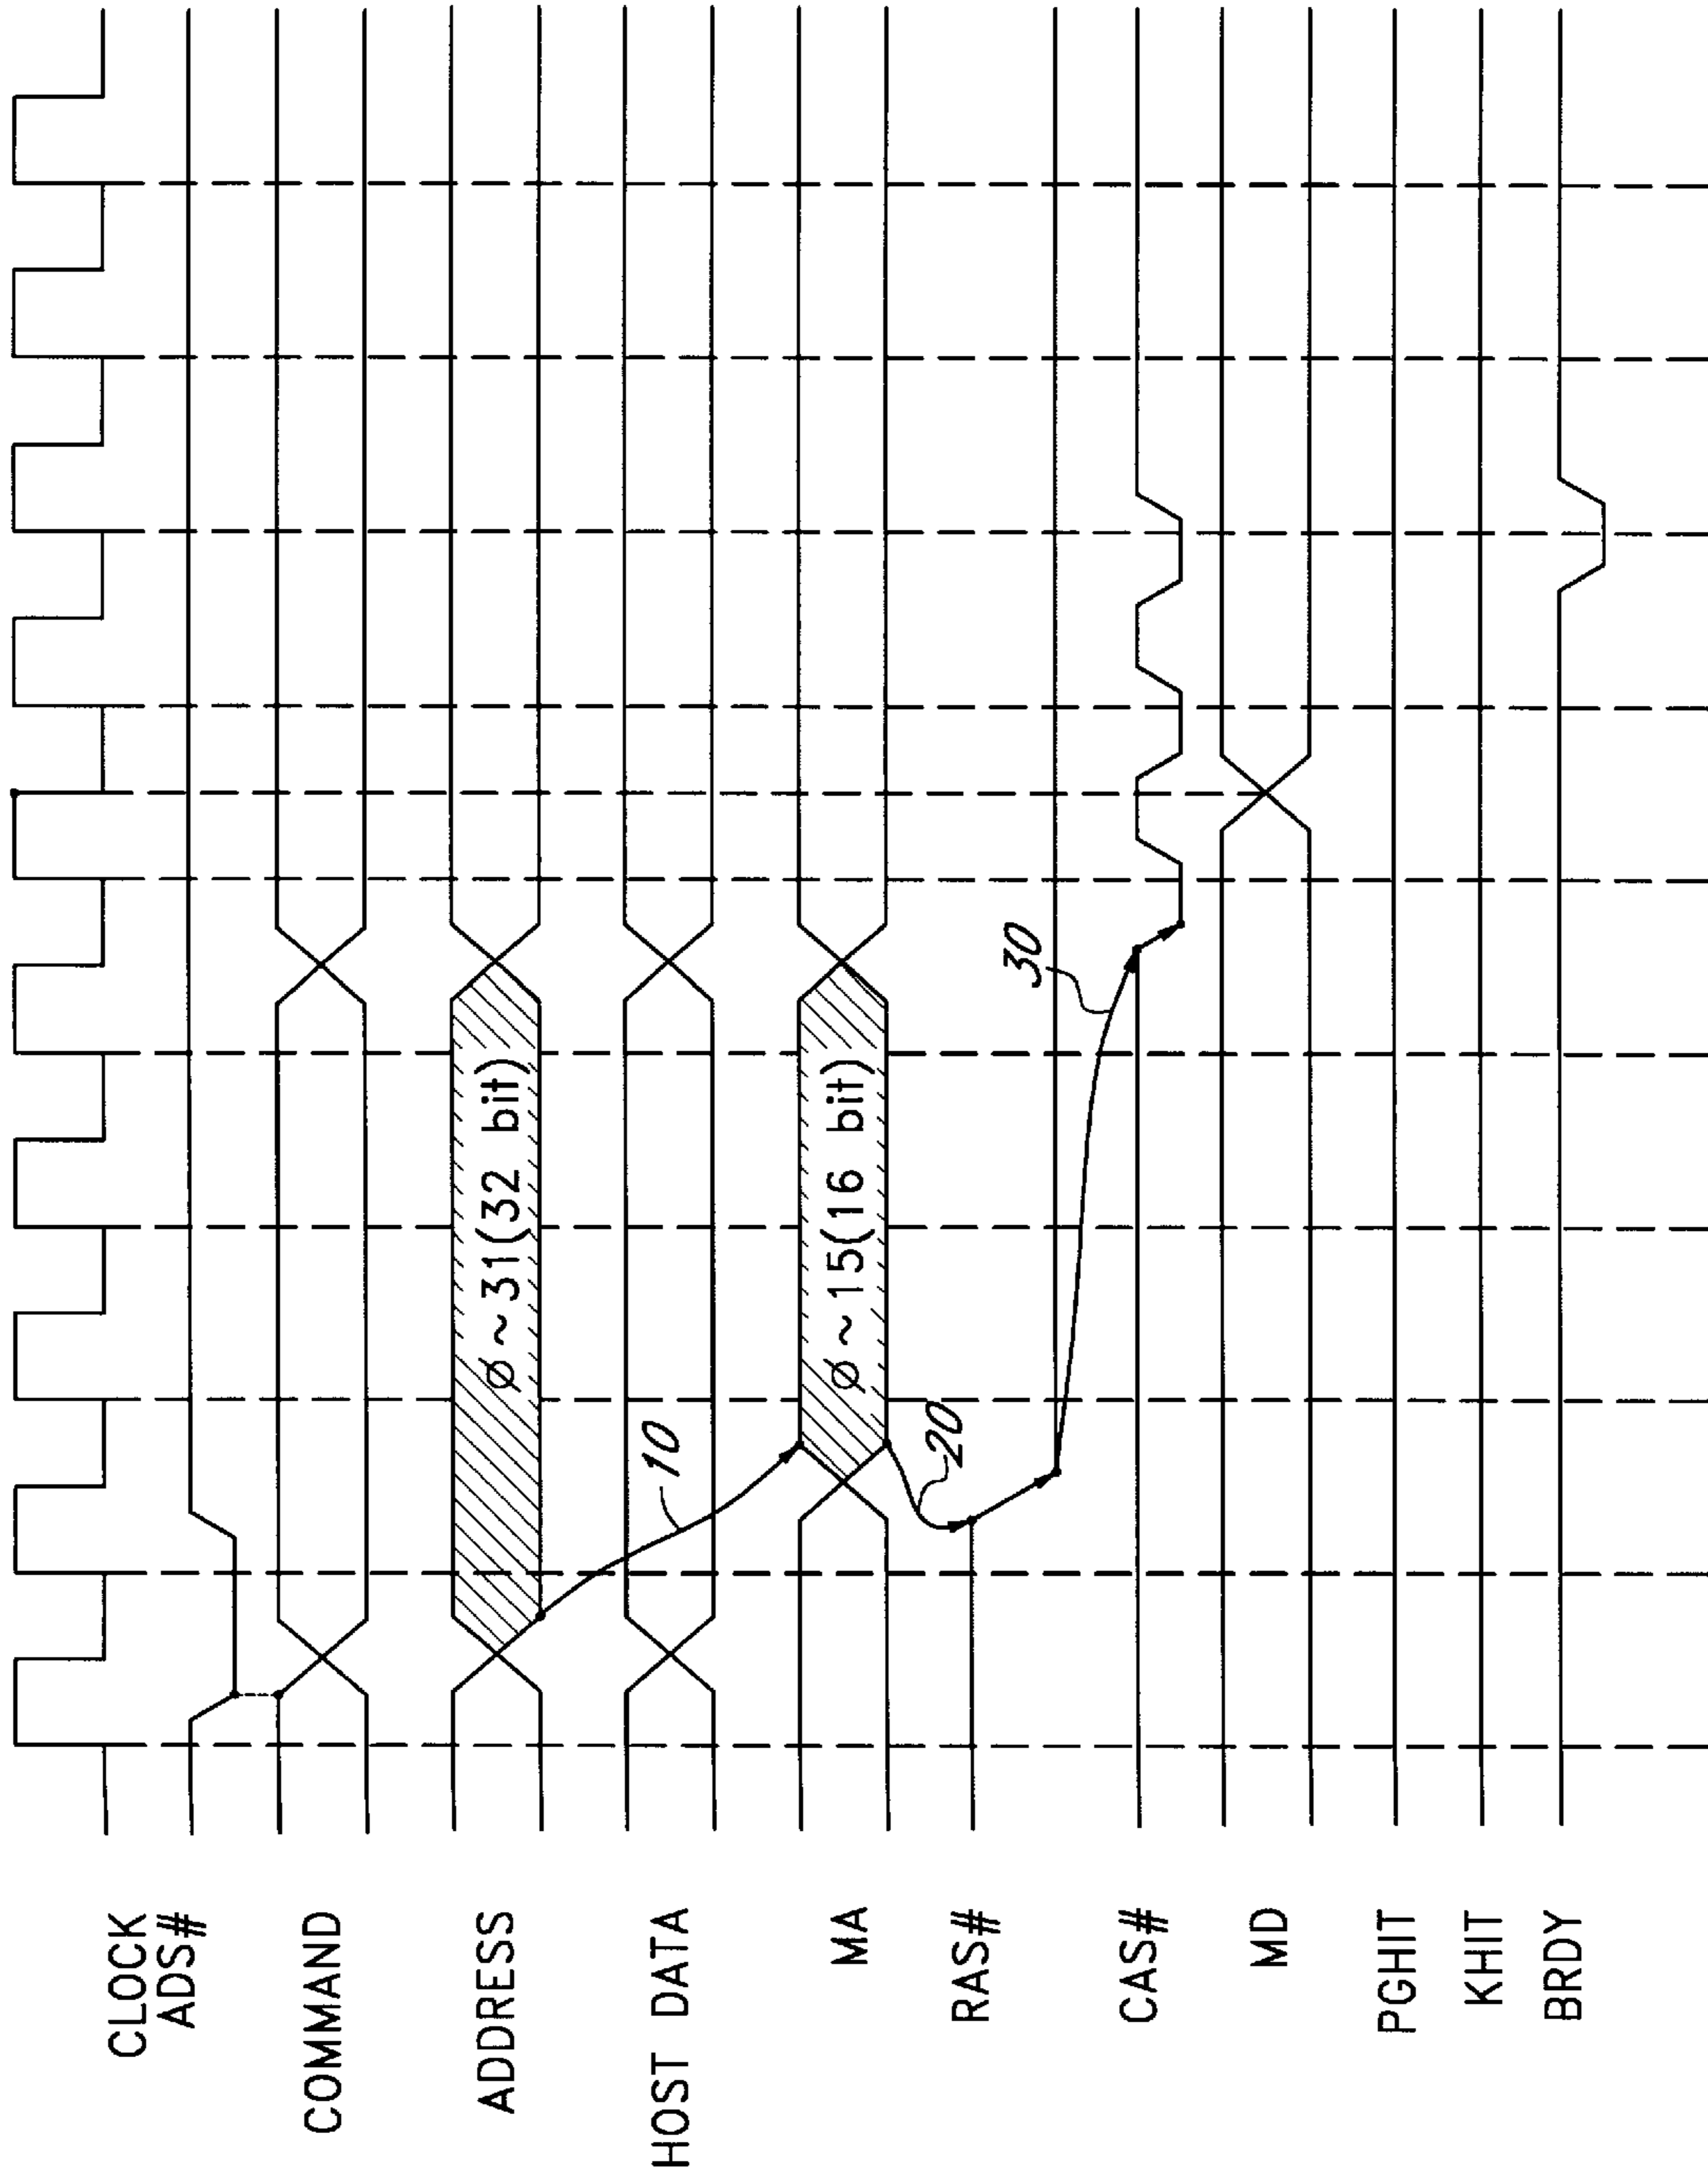 CLOCK
ADS#
COMMAND
ADDRESS
Ø~31(32 bit)
HOST DATA
10
MA
Ø~15(16 bit)
RAS#
20
30
CAS#
MD
PGHIT
KHIT
BRDY